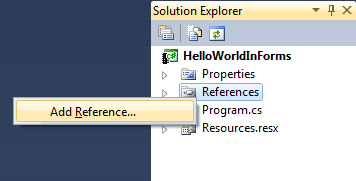 Solution Explorer
HelloWorldInForms
Properties
References
Add Reference...
Program.cs
Resources.resx